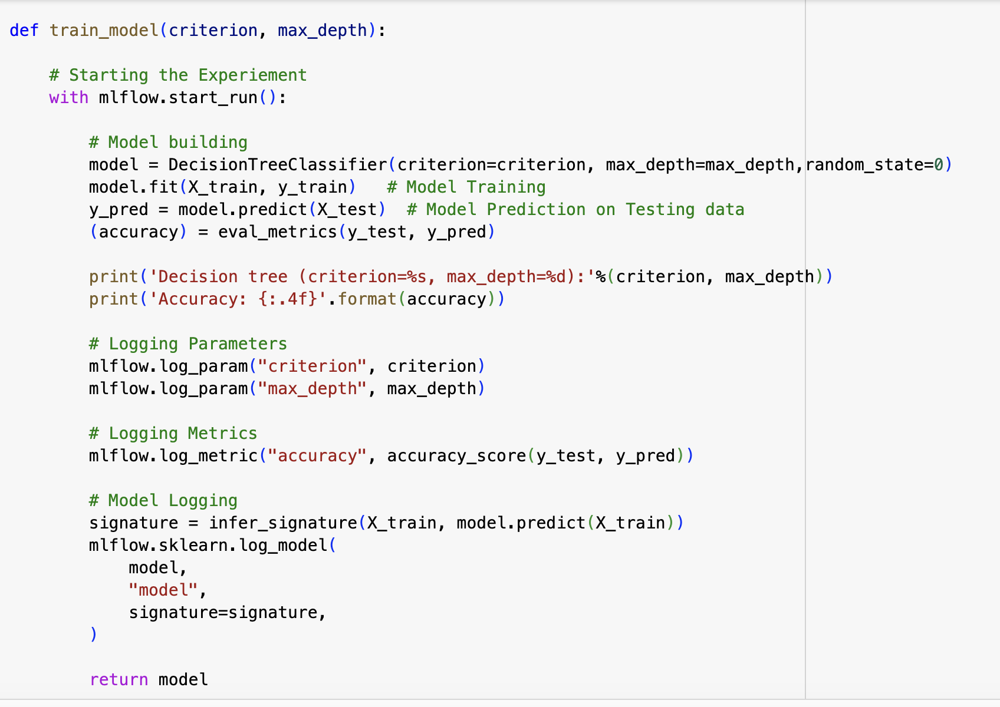 def train_model(criterion, max_depth):
# Starting the Experiement
with mlflow.start_run():
# Model building
model = DecisionTreeClassifier(criterion=criterion, max_depth=max_depth,random_state=0)
model.fit(X_train, y_train)   # Model Training
y_pred = model.predict(X_test)  # Model Prediction on Testing data
(accuracy) = eval_metrics(y_test, y_pred)
print('Decision tree (criterion=%s, max_depth=%d):'%(criterion, max_depth))
print('Accuracy: {:.4f}'.format(accuracy))
# Logging Parameters
mlflow.log_param("criterion", criterion)
mlflow.log_param("max_depth", max_depth)
# Logging Metrics
mlflow.log_metric("accuracy", accuracy_score(y_test, y_pred))
# Model Logging
signature = infer_signature(X_train, model.predict(X_train))
mlflow.sklearn.log_model(
model,
"model",
signature=signature,
)
return model